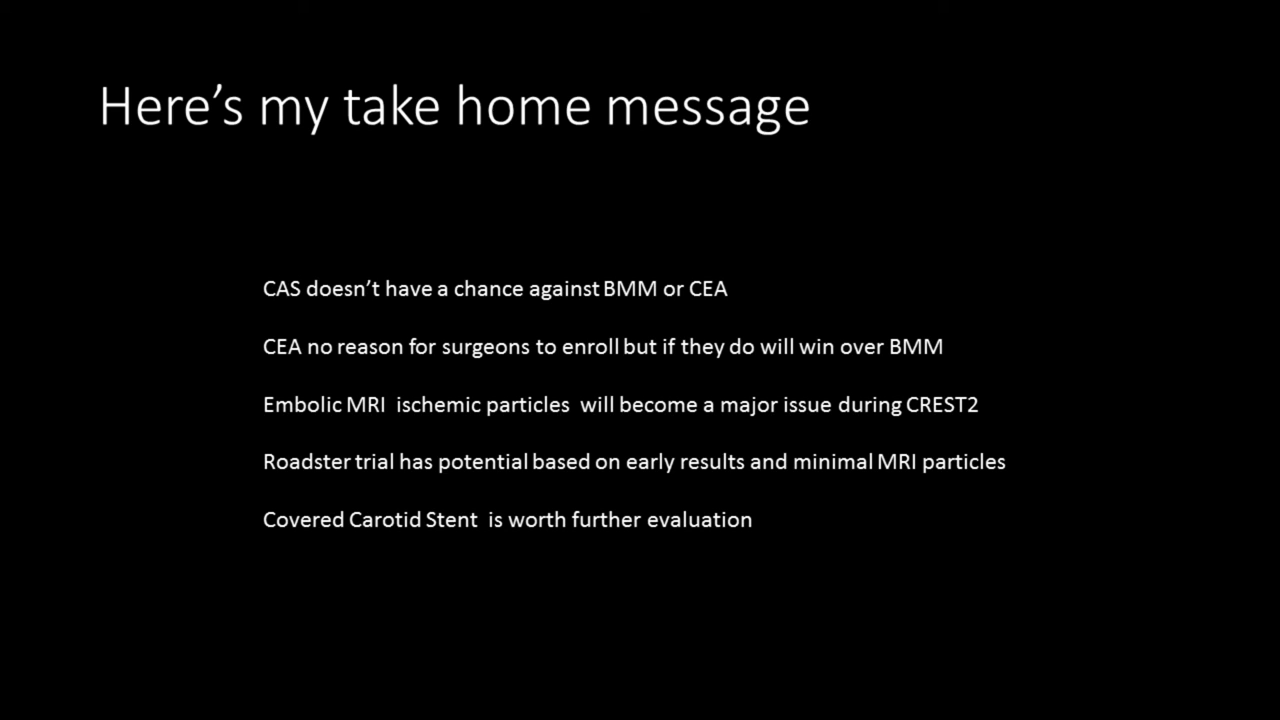 Here’s my take home message
CAS doesn’t have a chance against BMM or CEA
CEA no reason for surgeons to enroll but if they do will win over BMM
Embolic MRI  ischemic particles  will become a major issue during CREST2
Roadster trial has potential based on early results and minimal MRI particles
Covered Carotid Stent  is worth further evaluation